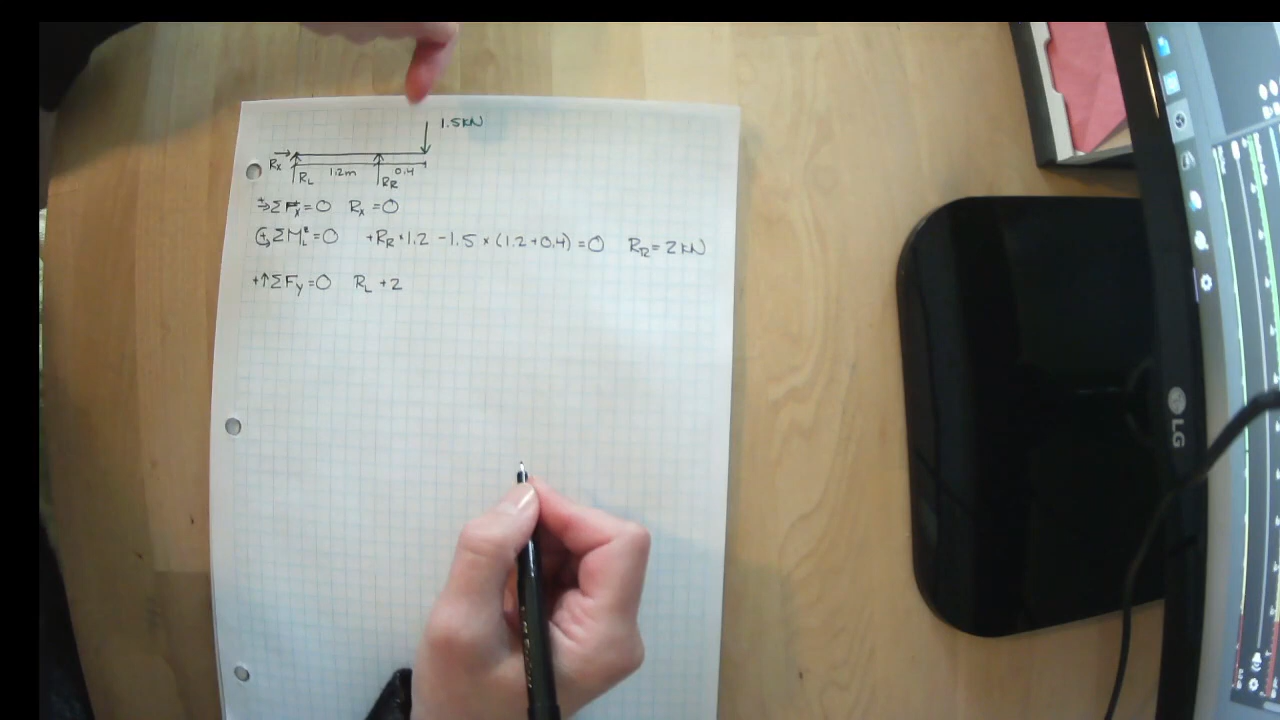 1.5kN
Rx
RL
1.2m
RR
0.4
+→ΣFx=0 Rx=0
ΣML=0 +RR×1.2 -1.5×(1.2+0.4)=0 RR=2kN
+↑ΣFy=0 RL+2
LG